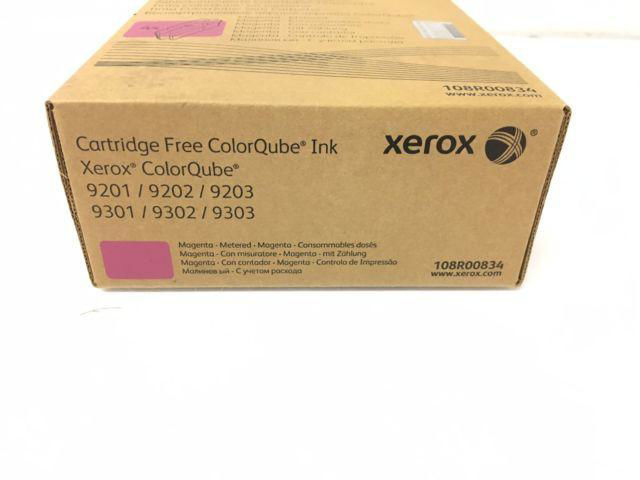 108R00834
www.xerox.com
Cartridge Free ColorQube® Ink
xerox®
Xerox® ColorQube®
9201 / 9202 / 9203
9301 / 9302 / 9303
Magenta - Metered • Magenta - Consommables dosés
Magenta - Con misuratore • Magenta - mit Zählung
Magenta - Con contador • Magenta - Controlo de Impressão
Малиновый - С учетом расхода
108R00834
www.xerox.com